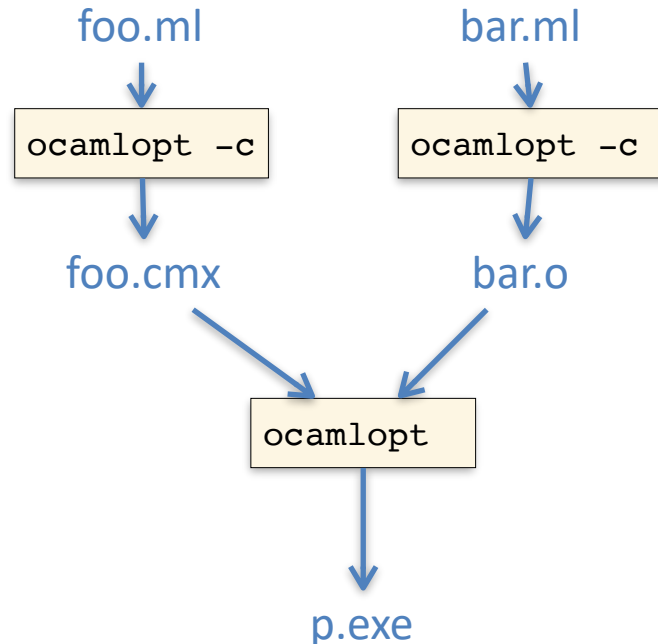 foo.ml bar.ml
ocamlopt –c ocamlopt –c
foo.cmx bar.o
ocamlopt
p.exe